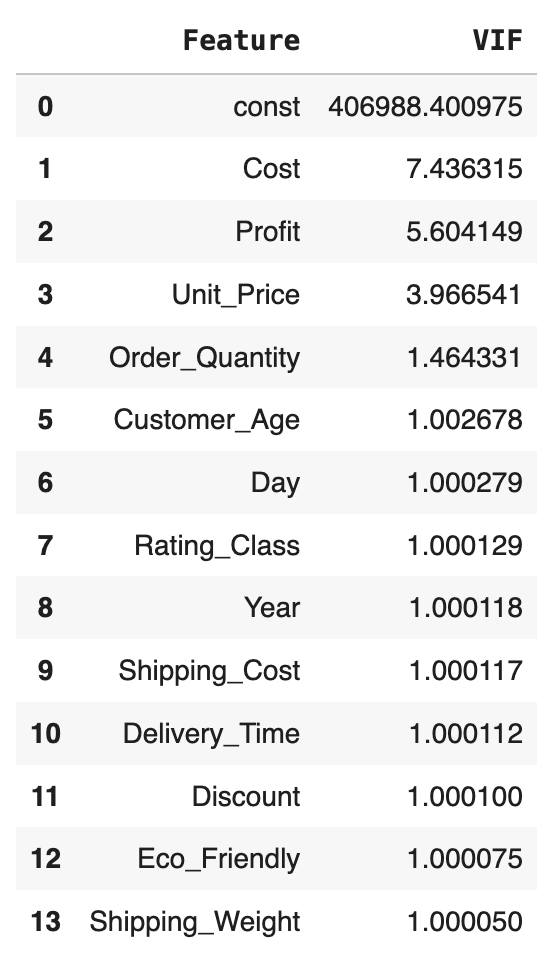 Feature VIF
0 const 406988.400975
1 Cost 7.436315
2 Profit 5.604149
3 Unit_Price 3.966541
4 Order_Quantity 1.464331
5 Customer_Age 1.002678
6 Day 1.000279
7 Rating_Class 1.000129
8 Year 1.000118
9 Shipping_Cost 1.000117
10 Delivery_Time 1.000112
11 Discount 1.000100
12 Eco_Friendly 1.000075
13 Shipping_Weight 1.000050